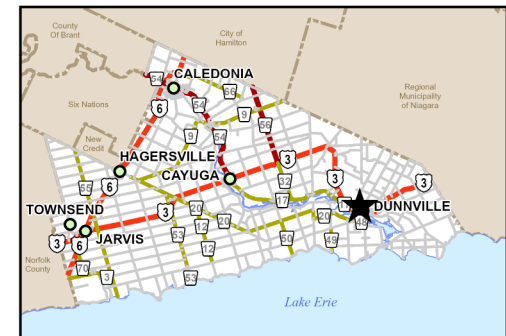 County
Of Brant
City of
Hamilton
CALEDONIA
54
6
66
Regional
Municipality
of Niagara
Six Nations
54
9
56
New
Credit
9
54
HAGERSVILLE
3
CAYUGA
3
3
55
6
32
TOWNSEND
17
DUNNVILLE
3
20
20
20
3
6
JARVIS
53
12
12
50
49
48
Norfolk
County
70
3
53
Lake Erie